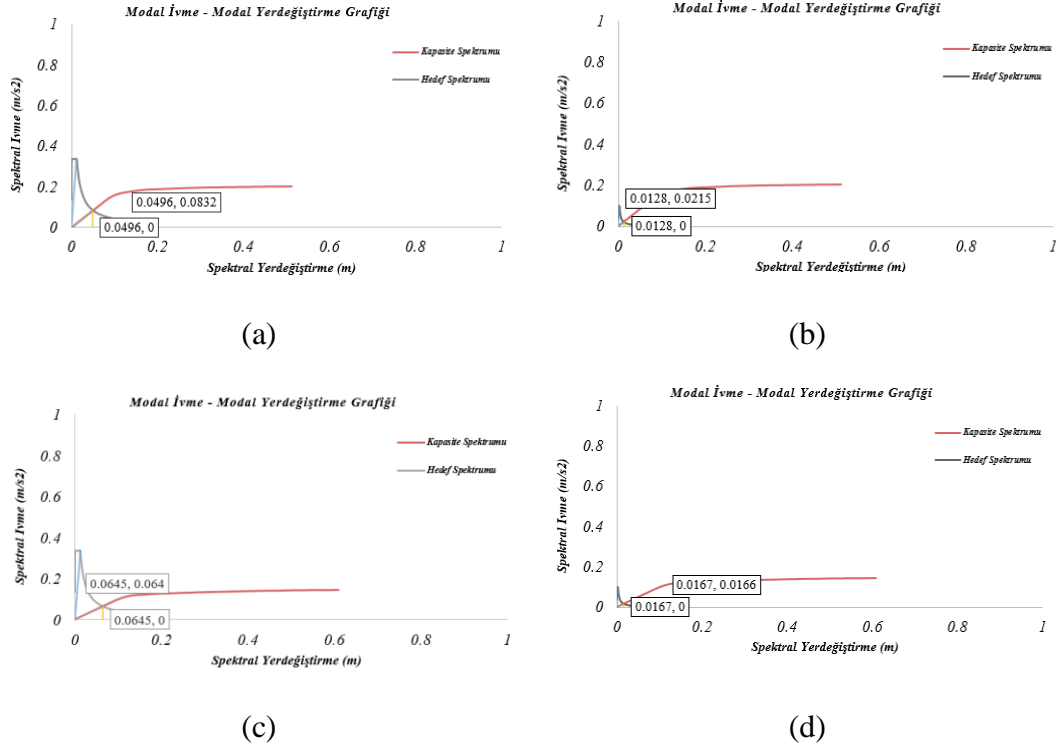 Modal İvme - Modal Yerdeğiştirme Grafiği
1
0.8
0.6
0.4
0.2
0
Spektral İvme (m/s2)
Kapasite Spektrumu
Hedef Spektrumu
0.0496, 0.0832
0.0496, 0
0 0.2 0.4 0.6 0.8 1
Spektral Yerdeğiştirme (m)
(a)
Modal İvme - Modal Yerdeğiştirme Grafiği
1
0.8
0.6
0.4
0.2
0
Spektral İvme (m/s2)
Kapasite Spektrumu
Hedef Spektrumu
0.0128, 0.0215
0.0128, 0
0 0.2 0.4 0.6 0.8 1
Spektral Yerdeğiştirme (m)
(b)
Modal İvme - Modal Yerdeğiştirme Grafiği
1
0.8
0.6
0.4
0.2
0
Spektral İvme (m/s2)
Kapasite Spektrumu
Hedef Spektrumu
0.0645, 0.064
0.0645, 0
0 0.2 0.4 0.6 0.8 1
Spektral Yerdeğiştirme (m)
(c)
Modal İvme - Modal Yerdeğiştirme Grafiği
1
0.8
0.6
0.4
0.2
0
Spektral İvme (m/s2)
Kapasite Spektrumu
Hedef Spektrumu
0.0167, 0.0166
0.0167, 0
0 0.2 0.4 0.6 0.8 1
Spektral Yerdeğiştirme (m)
(d)